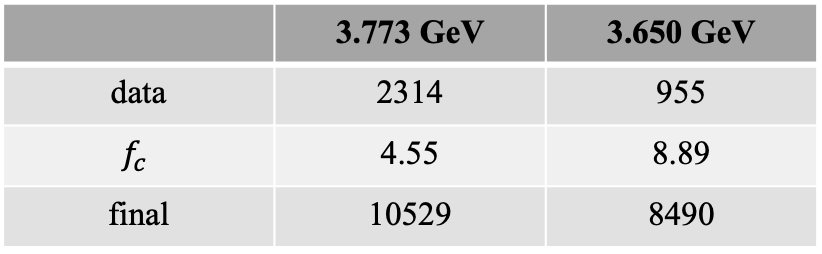 3.773 GeV 3.650 GeV
data 2314 955
f_c 4.55 8.89
final 10529 8490